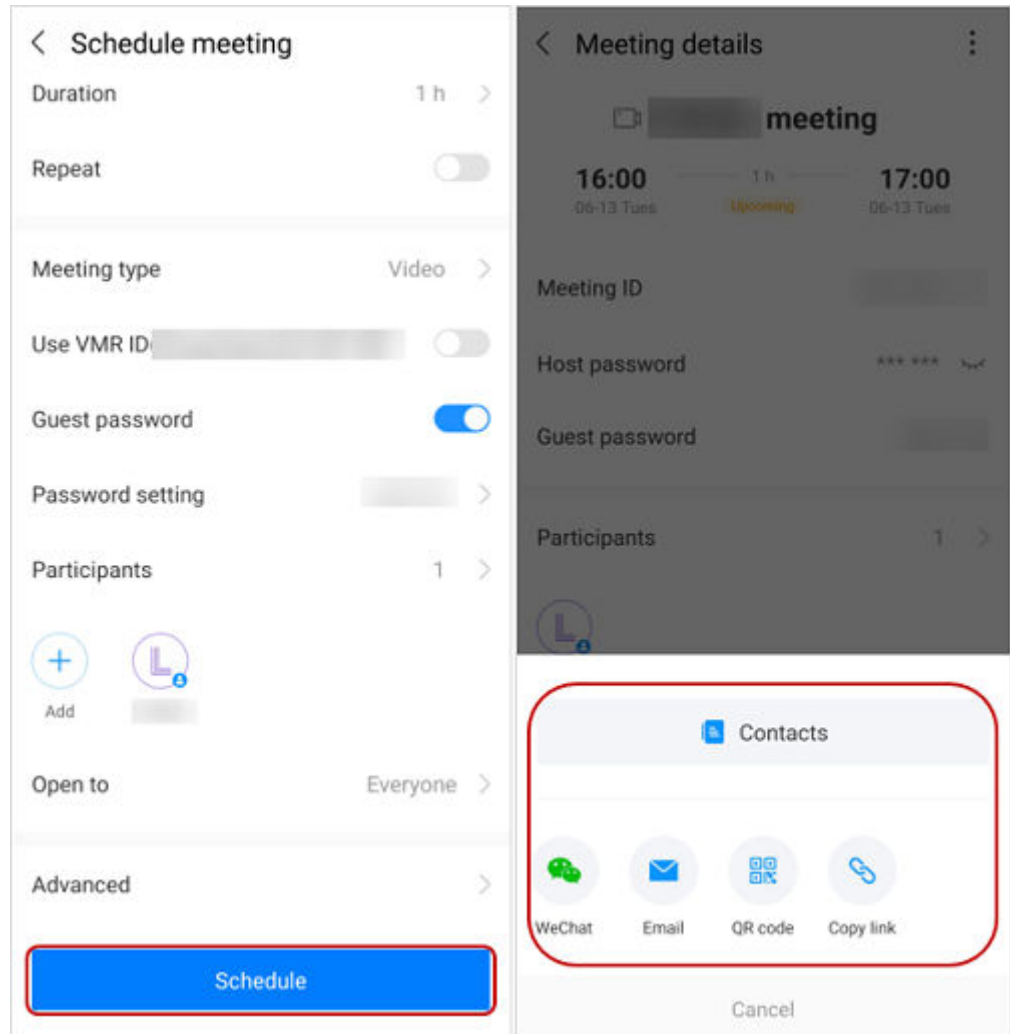 Schedule meeting
Duration 1 h
Repeat
Meeting type Video
Use VMR ID
Guest password
Password setting
Participants 1
L
Add
Open to Everyone
Advanced
Schedule
Meeting details
meeting
16:00 1 h 17:00
06-13 Tues Upcoming 06-13 Tues
Meeting ID
Host password *** ***
Guest password
Participants 1
L
Contacts
WeChat Email QR code Copy link
Cancel